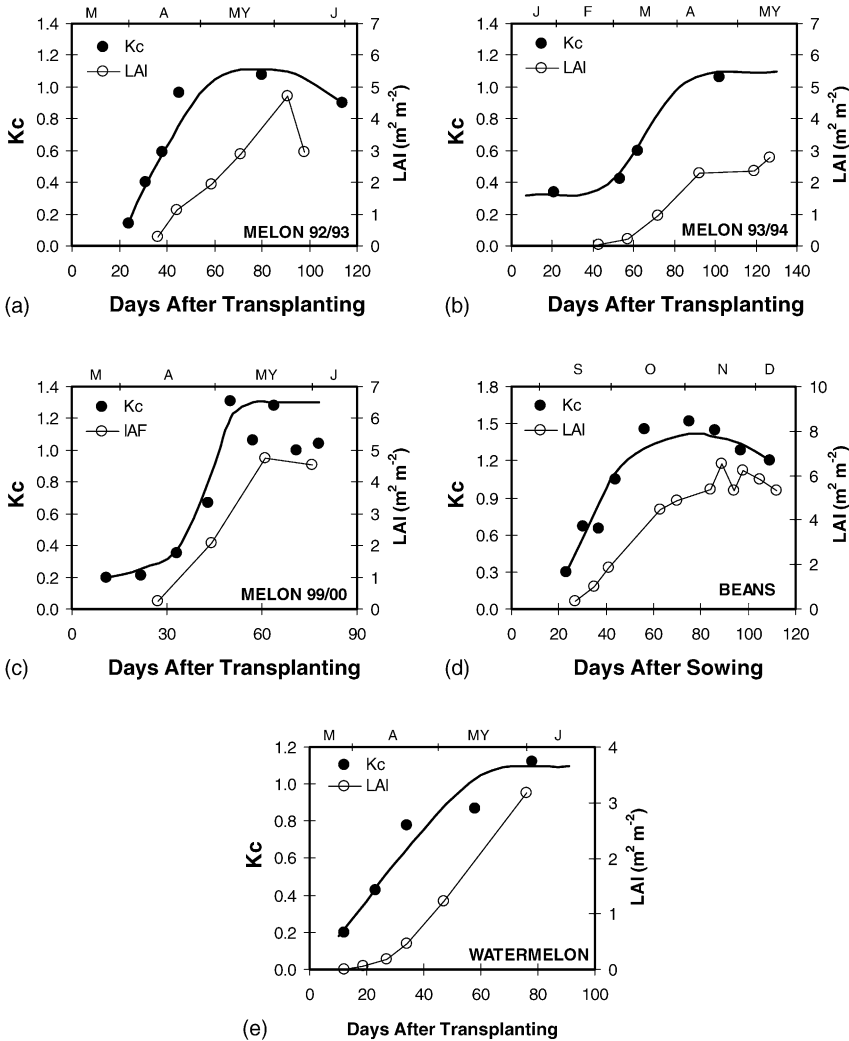 M A MY J
1.4 1.2 1.0 0.8 0.6 0.4 0.2 0.0
Kc
Kc
LAI
MELON 92/93
7 6 5 4 3 2 1 0
LAI (m² m⁻²)
0 20 40 60 80 100 120
(a) Days After Transplanting
J F M A MY
1.4 1.2 1.0 0.8 0.6 0.4 0.2 0.0
Kc
Kc
LAI
MELON 93/94
7 6 5 4 3 2 1 0
LAI (m² m⁻²)
0 20 40 60 80 100 120 140
(b) Days After Transplanting
M A MY J
1.4 1.2 1.0 0.8 0.6 0.4 0.2 0.0
Kc
Kc
IAF
MELON 99/00
7 6 5 4 3 2 1 0
LAI (m² m⁻²)
0 30 60 90
(c) Days After Transplanting
S O N D
1.8 1.5 1.2 0.9 0.6 0.3 0.0
Kc
Kc
LAI
BEANS
10 8 6 4 2 0
LAI (m² m⁻²)
0 20 40 60 80 100 120
(d) Days After Sowing
M A MY J
1.2 1.0 0.8 0.6 0.4 0.2 0.0
Kc
Kc
LAI
WATERMELON
4 3 2 1 0
LAI (m² m⁻²)
0 20 40 60 80 100
(e) Days After Transplanting